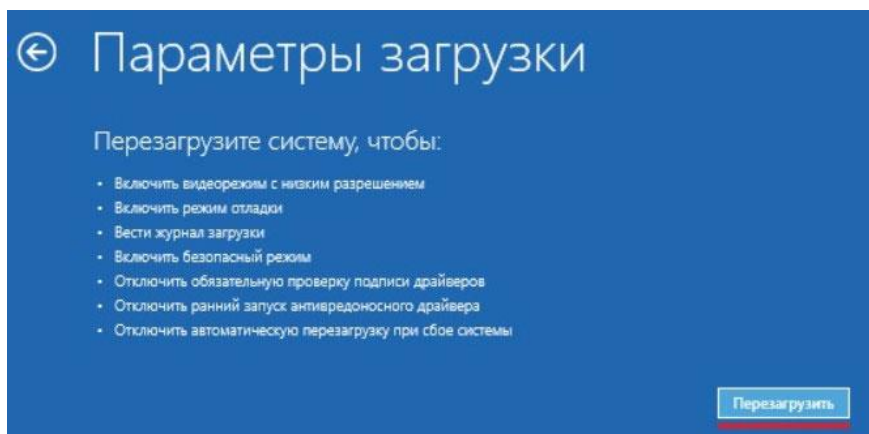 Параметры загрузки
Перезагрузите систему, чтобы:
• Включить видеорежим с низким разрешением
• Включить режим отладки
• Вести журнал загрузки
• Включить безопасный режим
• Отключить обязательную проверку подписи драйверов
• Отключить ранний запуск антивредоносного драйвера
• Отключить автоматическую перезагрузку при сбое системы
Перезагрузить